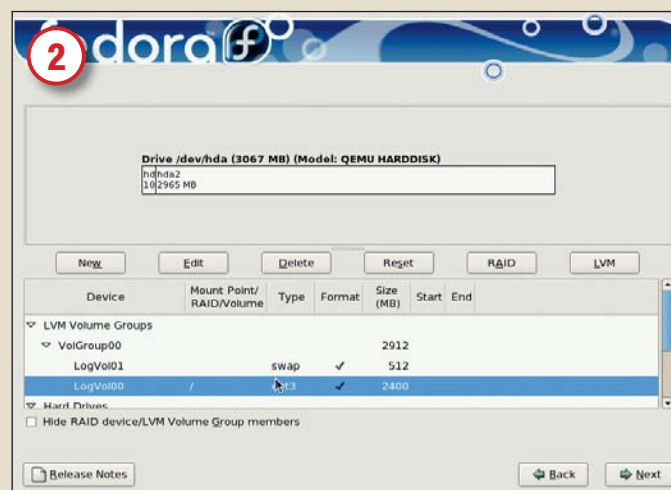 2
fedora
Drive /dev/hda (3067 MB) (Model: QEMU HARDDISK)
hd hda2
10 2965 MB
New Edit Delete Reset RAID LVM
Device Mount Point/ RAID/Volume Type Format Size (MB) Start End
LVM Volume Groups
VolGroup00 2912
LogVol01 swap ✓ 512
LogVol00 / ext3 ✓ 2400
Hard Drives
Hide RAID device/LVM Volume Group members
Release Notes Back Next